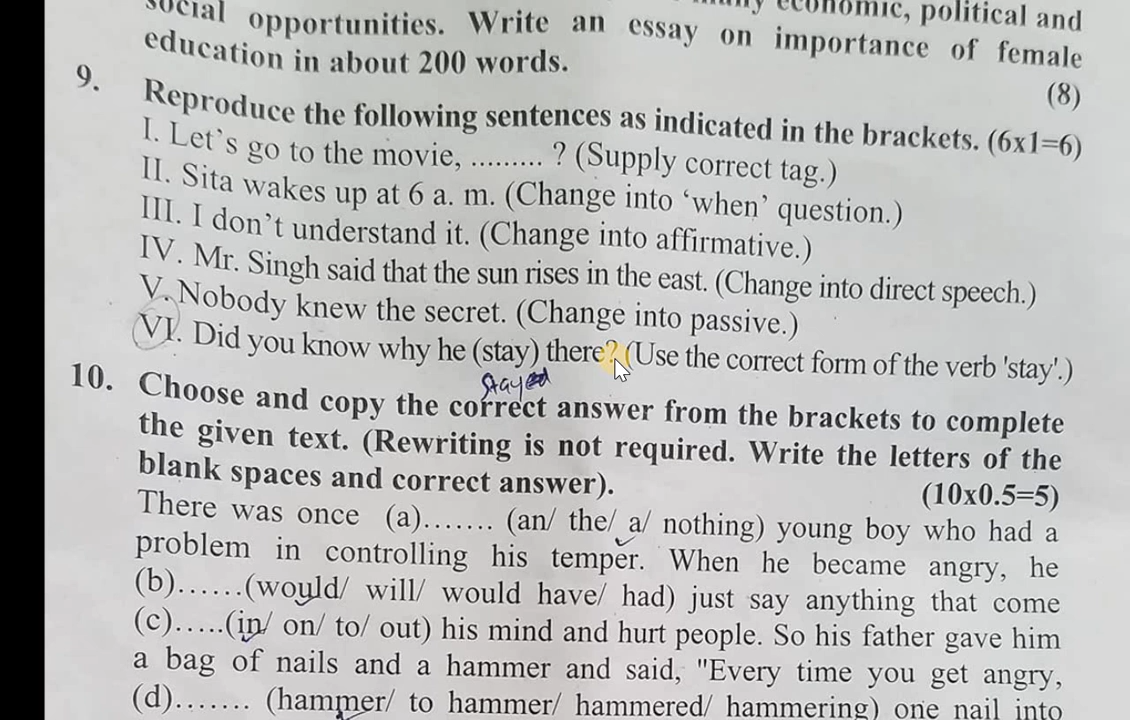 social opportunities. Write an essay on importance of female
economic, political and
education in about 200 words.
(8)
9. Reproduce the following sentences as indicated in the brackets. (6x1=6)
I. Let's go to the movie, ......... ? (Supply correct tag.)
II. Sita wakes up at 6 a. m. (Change into 'when' question.)
III. I don't understand it. (Change into affirmative.)
IV. Mr. Singh said that the sun rises in the east. (Change into direct speech.)
V. Nobody knew the secret. (Change into passive.)
VI. Did you know why he (stay) there? (Use the correct form of the verb 'stay'.)
stayed
10. Choose and copy the correct answer from the brackets to complete
the given text. (Rewriting is not required. Write the letters of the
blank spaces and correct answer). (10x0.5=5)
There was once (a)....... (an/ the/ a/ nothing) young boy who had a
problem in controlling his temper. When he became angry, he
(b)......(would/ will/ would have/ had) just say anything that come
(c).....(in/ on/ to/ out) his mind and hurt people. So his father gave him
a bag of nails and a hammer and said, "Every time you get angry,
(d)....... (hammer/ to hammer/ hammered/ hammering) one nail into